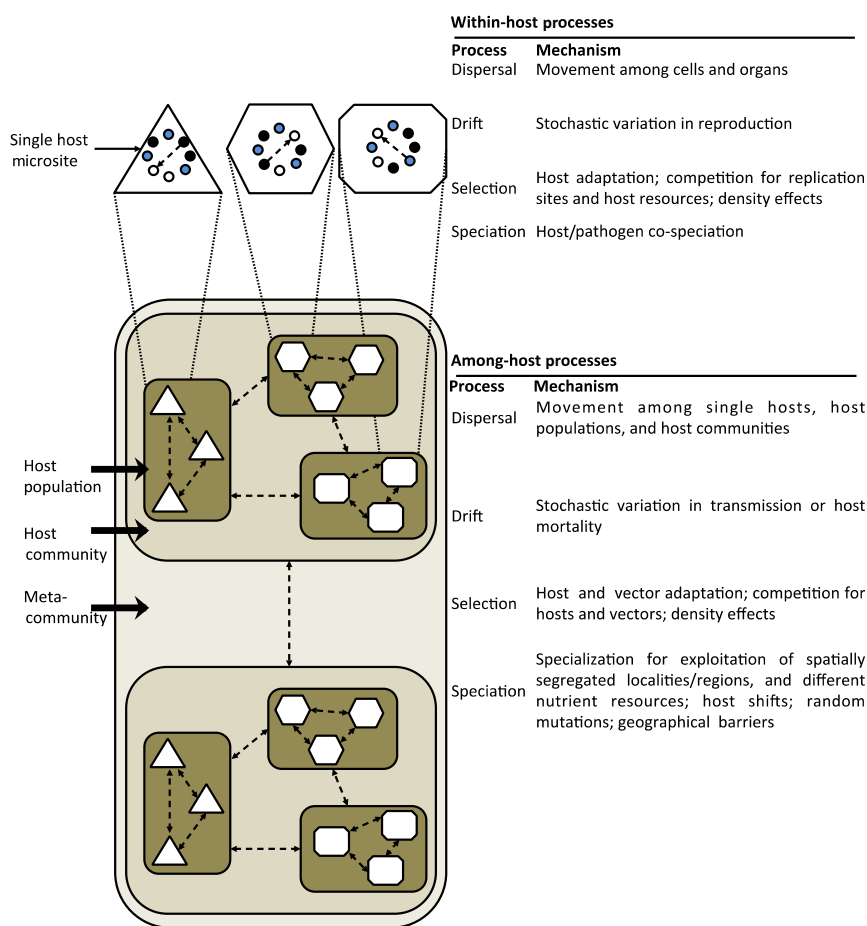 Within-host processes
Process Mechanism
Dispersal Movement among cells and organs
Single host
microsite
Drift Stochastic variation in reproduction
Selection Host adaptation; competition for replication
sites and host resources; density effects
Speciation Host/pathogen co-speciation
Among-host processes
Process Mechanism
Dispersal Movement among single hosts, host
populations, and host communities
Host
population
Drift Stochastic variation in transmission or host
mortality
Host
community
Meta-
community
Selection Host and vector adaptation; competition for
hosts and vectors; density effects
Speciation Specialization for exploitation of spatially
segregated localities/regions, and different
nutrient resources; host shifts; random
mutations; geographical barriers